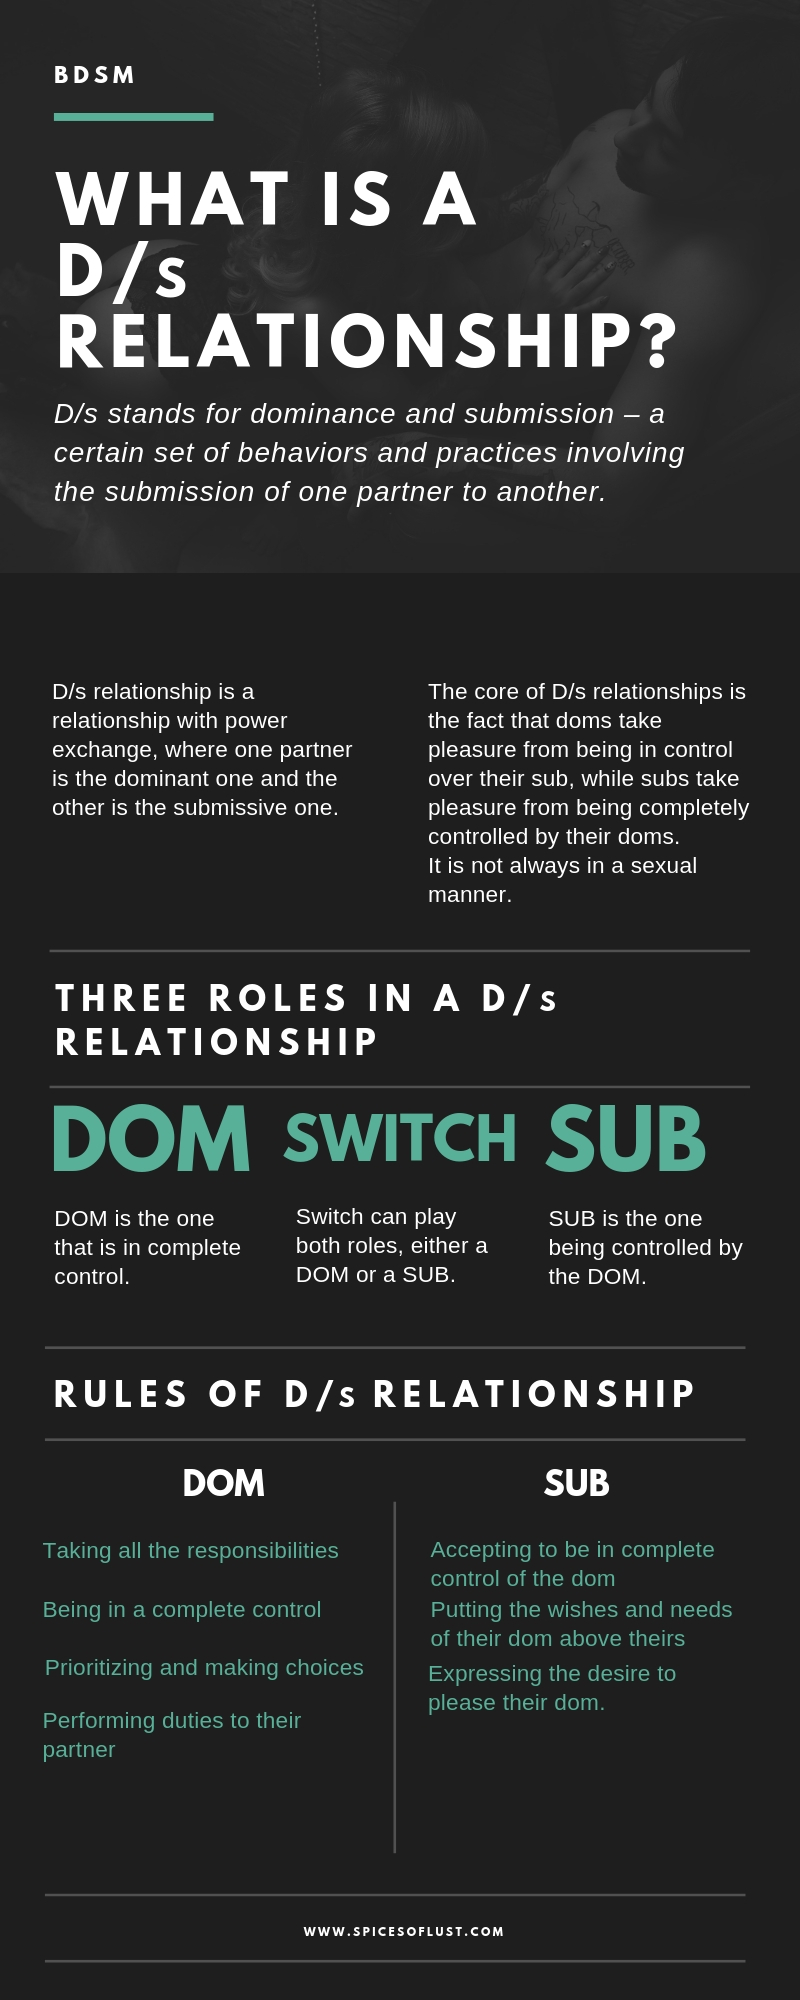 BDSM
WHAT IS A
D/s
RELATIONSHIP?
D/s stands for dominance and submission – a
certain set of behaviors and practices involving
the submission of one partner to another.
D/s relationship is a
relationship with power
exchange, where one partner
is the dominant one and the
other is the submissive one.
The core of D/s relationships is
the fact that doms take
pleasure from being in control
over their sub, while subs take
pleasure from being completely
controlled by their doms.
It is not always in a sexual
manner.
THREE ROLES IN A D/s
RELATIONSHIP
DOM
DOM is the one
that is in complete
control.
SWITCH
Switch can play
both roles, either a
DOM or a SUB.
SUB
SUB is the one
being controlled by
the DOM.
RULES OF D/s RELATIONSHIP
DOM
Taking all the responsibilities
Being in a complete control
Prioritizing and making choices
Performing duties to their
partner
SUB
Accepting to be in complete
control of the dom
Putting the wishes and needs
of their dom above theirs
Expressing the desire to
please their dom.
WWW.SPICESOFLUST.COM